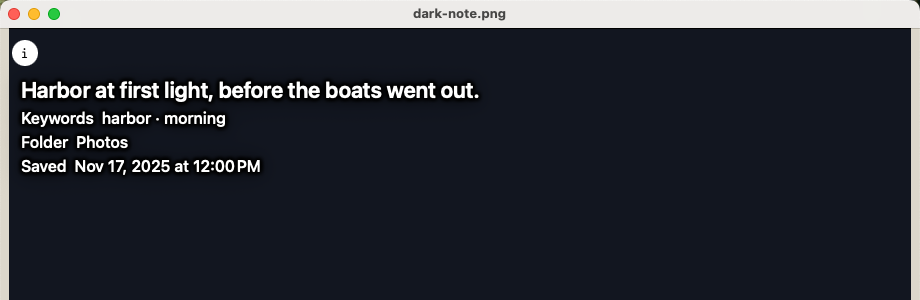 dark-note.png
i
Harbor at first light, before the boats went out.
Keywords harbor · morning
Folder Photos
Saved Nov 17, 2025 at 12:00 PM